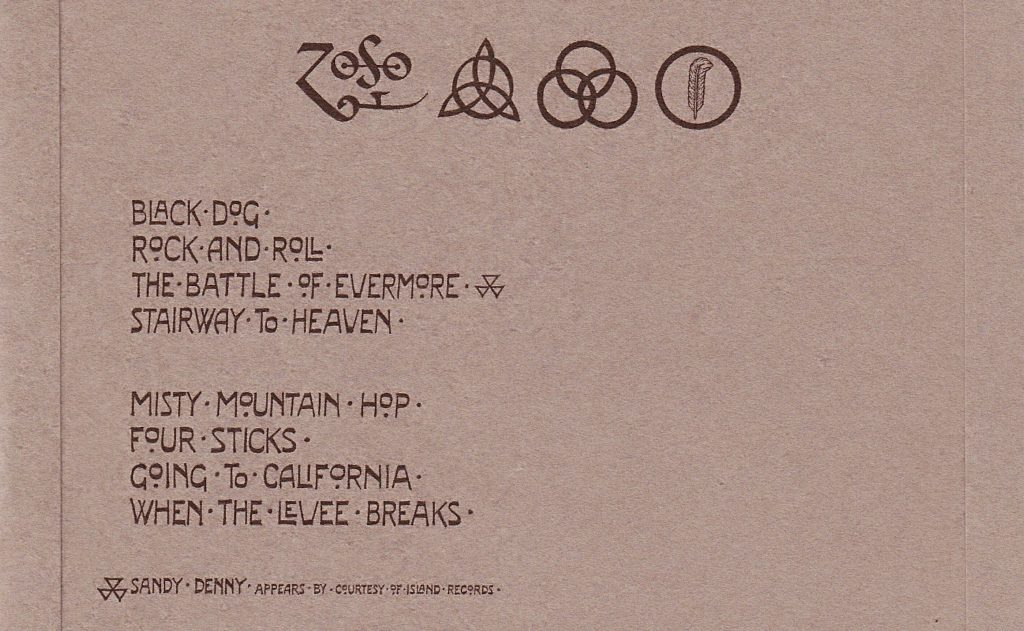 ZoSo
BLACK·DOG·
ROCK·AND·ROLL·
THE·BATTLE·OF·EVERMORE·
STAIRWAY·To·HEAVEN·
MISTY·MOUNTAIN·HOP·
FOUR·STICKS·
GOING·To·CALIFORNIA·
WHEN·THE·LEVEE·BREAKS·
SANDY·DENNY·APPEARS·BY·COURTESY·OF·ISLAND·RECORDS·